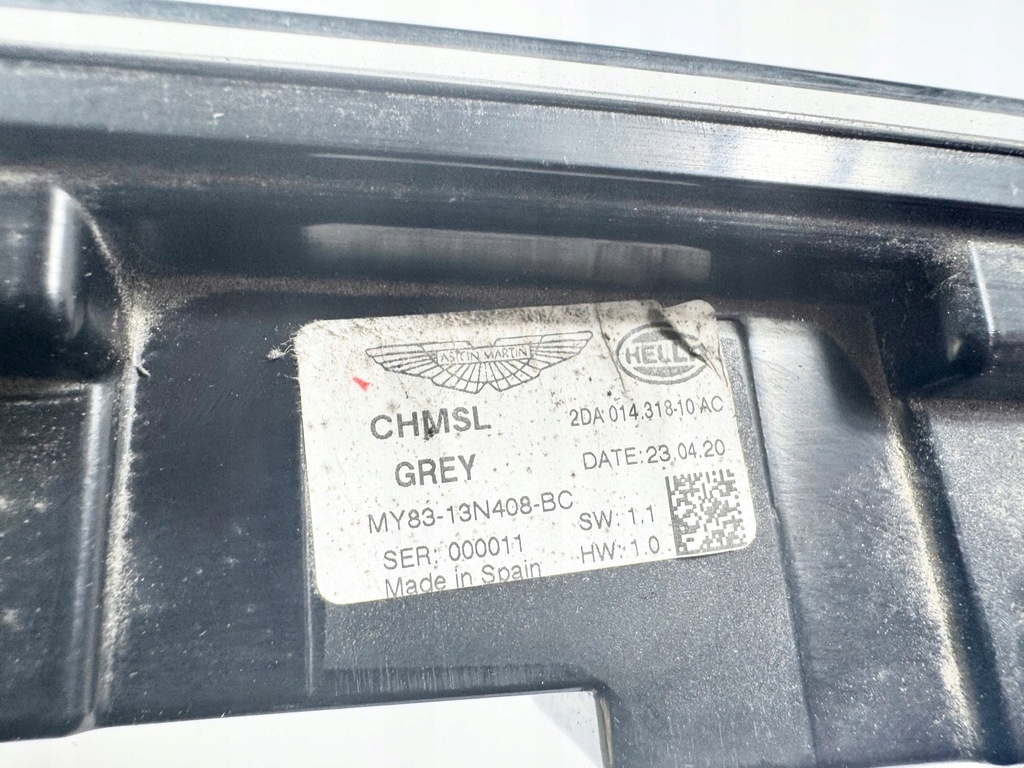 ASTON MARTIN
HELLA
CHMSL
2DA 014.318-10 AC
GREY
DATE: 23.04.20
MY83-13N408-BC
SW: 1.1
SER: 000011
HW: 1.0
Made in Spain